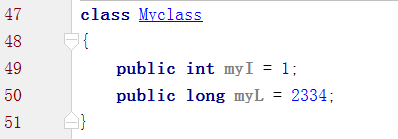 47 class Myclass
48 {
49     public int myI = 1;
50     public long myL = 2334;
51 }